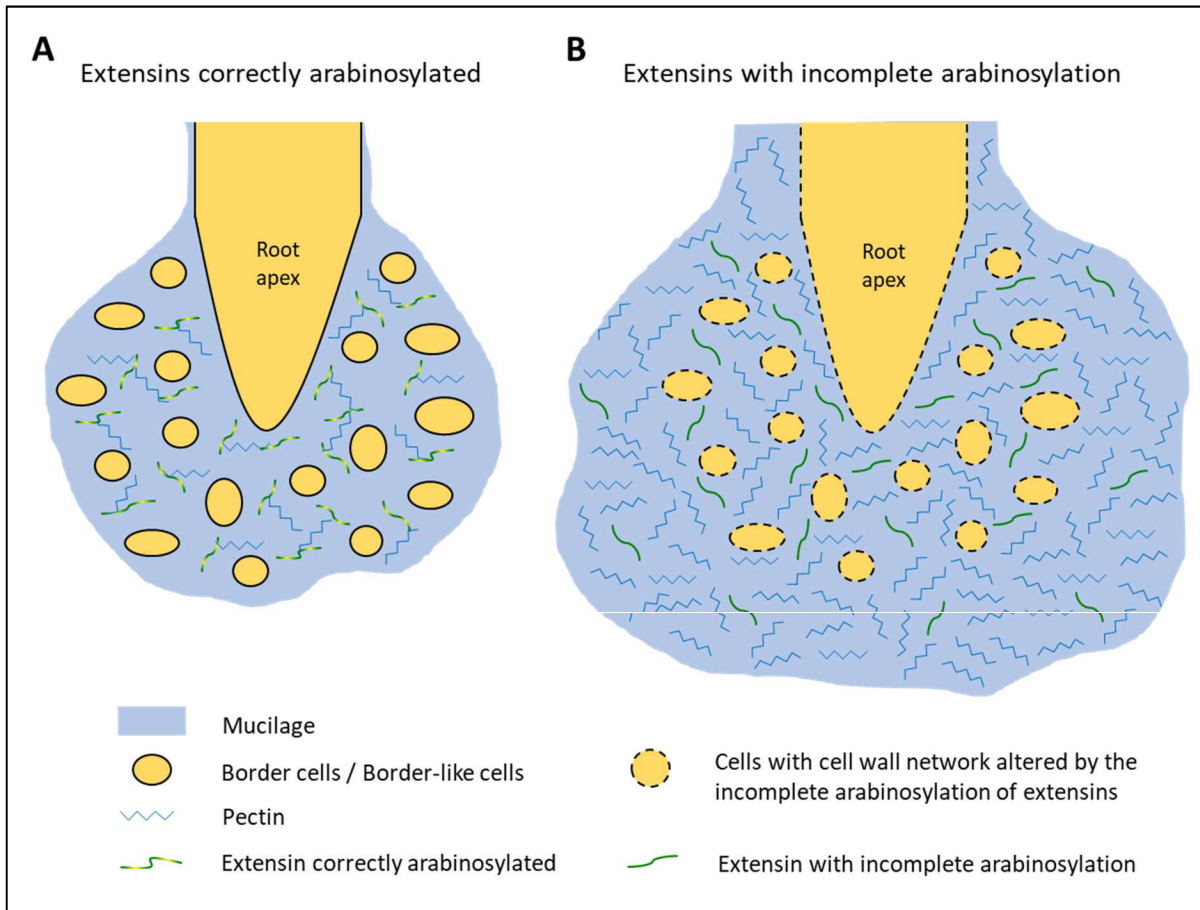 A
Extensins correctly arabinosylated
B
Extensins with incomplete arabinosylation
Root
apex
Root
apex
Mucilage
Border cells / Border-like cells
Pectin
Extensin correctly arabinosylated
Cells with cell wall network altered by the
incomplete arabinosylation of extensins
Extensin with incomplete arabinosylation